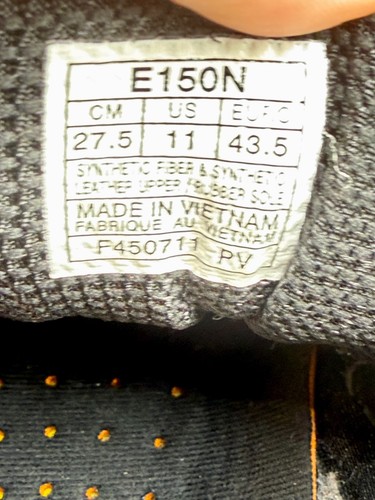 E150N
CM US EURO
27.5 11 43.5
SYNTHETIC FIBER & SYNTHETIC
LEATHER UPPER / RUBBER SOLE
MADE IN VIETNAM
FABRIQUE AU VIETNAM
F450711 PV